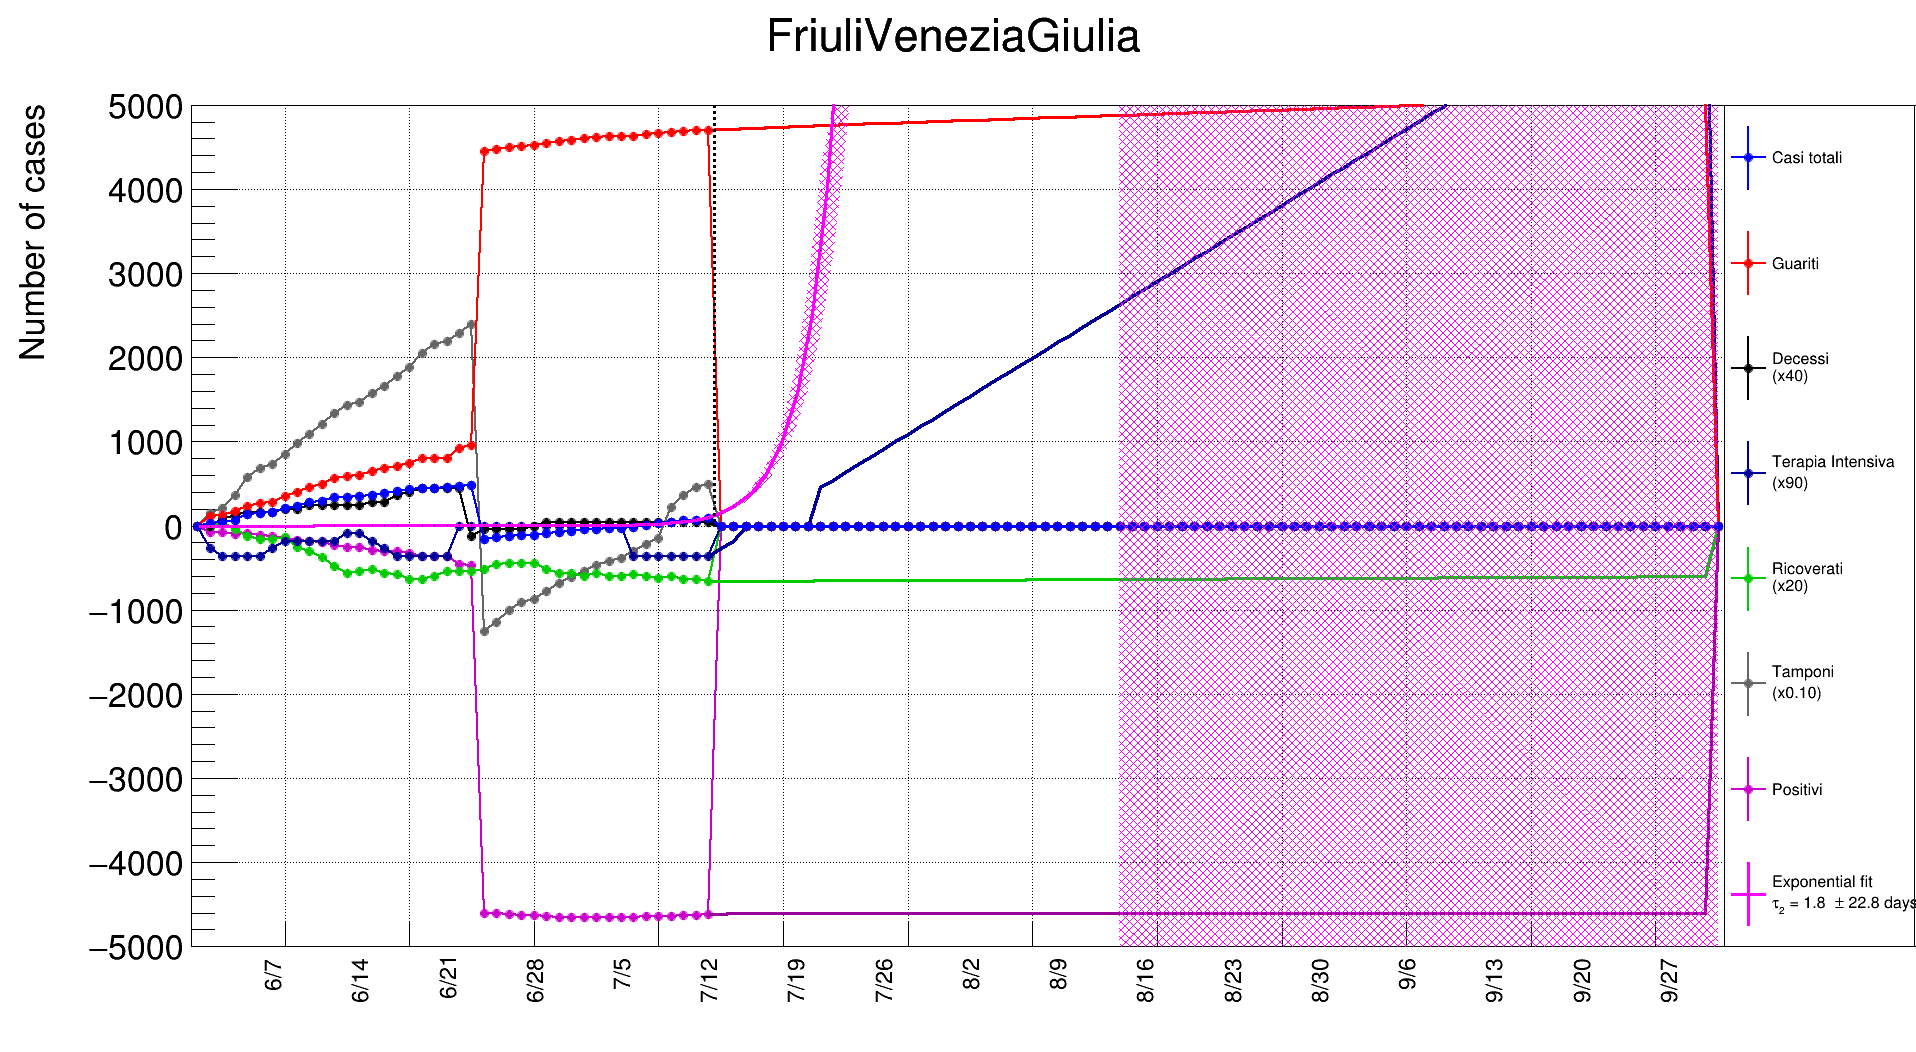 FriuliVeneziaGiulia
Number of cases
5000
4000
3000
2000
1000
0
−1000
−2000
−3000
−4000
−5000
6/7
6/14
6/21
6/28
7/5
7/12
7/19
7/26
8/2
8/9
8/16
8/23
8/30
9/6
9/13
9/20
9/27
Casi totali
Guariti
Decessi
(x40)
Terapia Intensiva
(x90)
Ricoverati
(x20)
Tamponi
(x0.10)
Positivi
Exponential fit
τ2 = 1.8 ± 22.8 days